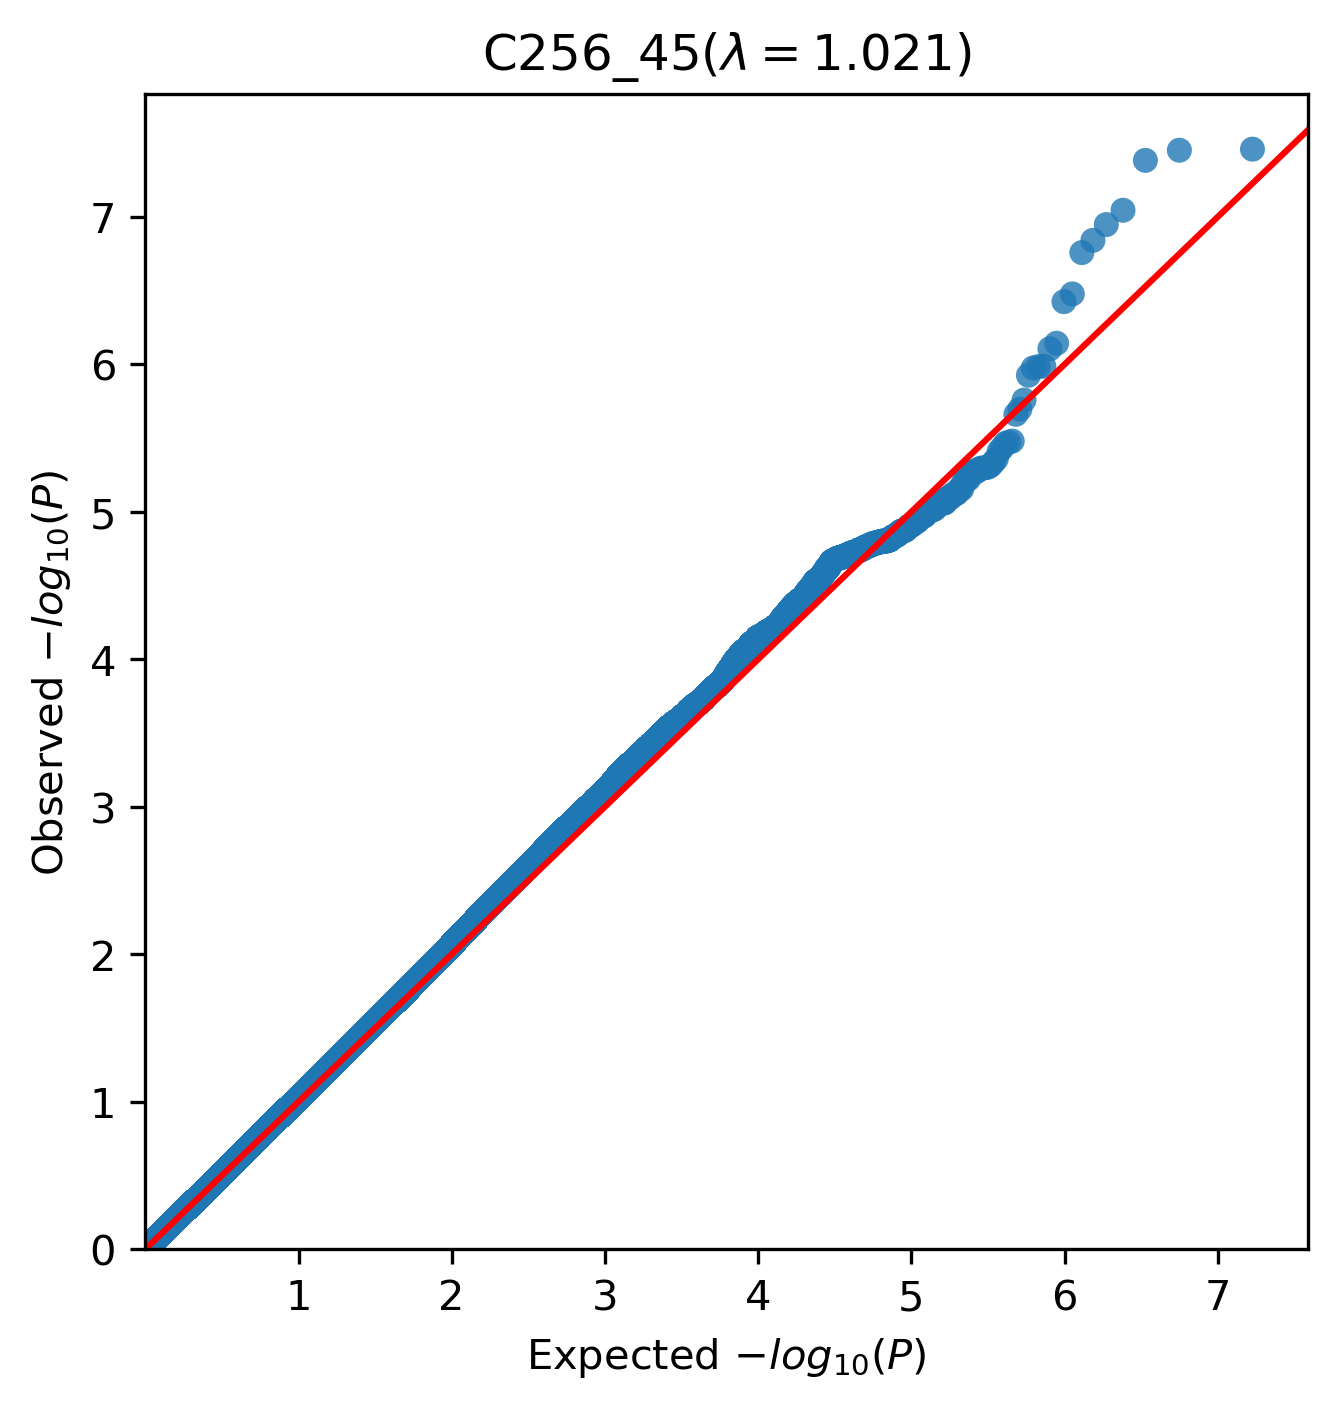 C256_45(λ = 1.021)
Observed −log₁₀(P)
7
6
5
4
3
2
1
0
1 2 3 4 5 6 7
Expected −log₁₀(P)